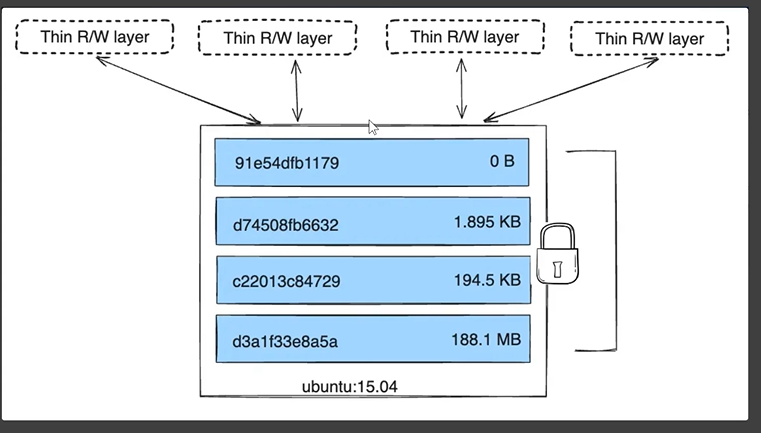 Thin R/W layer
Thin R/W layer
Thin R/W layer
Thin R/W layer
91e54dfb1179 0 B
d74508fb6632 1.895 KB
c22013c84729 194.5 KB
d3a1f33e8a5a 188.1 MB
ubuntu:15.04